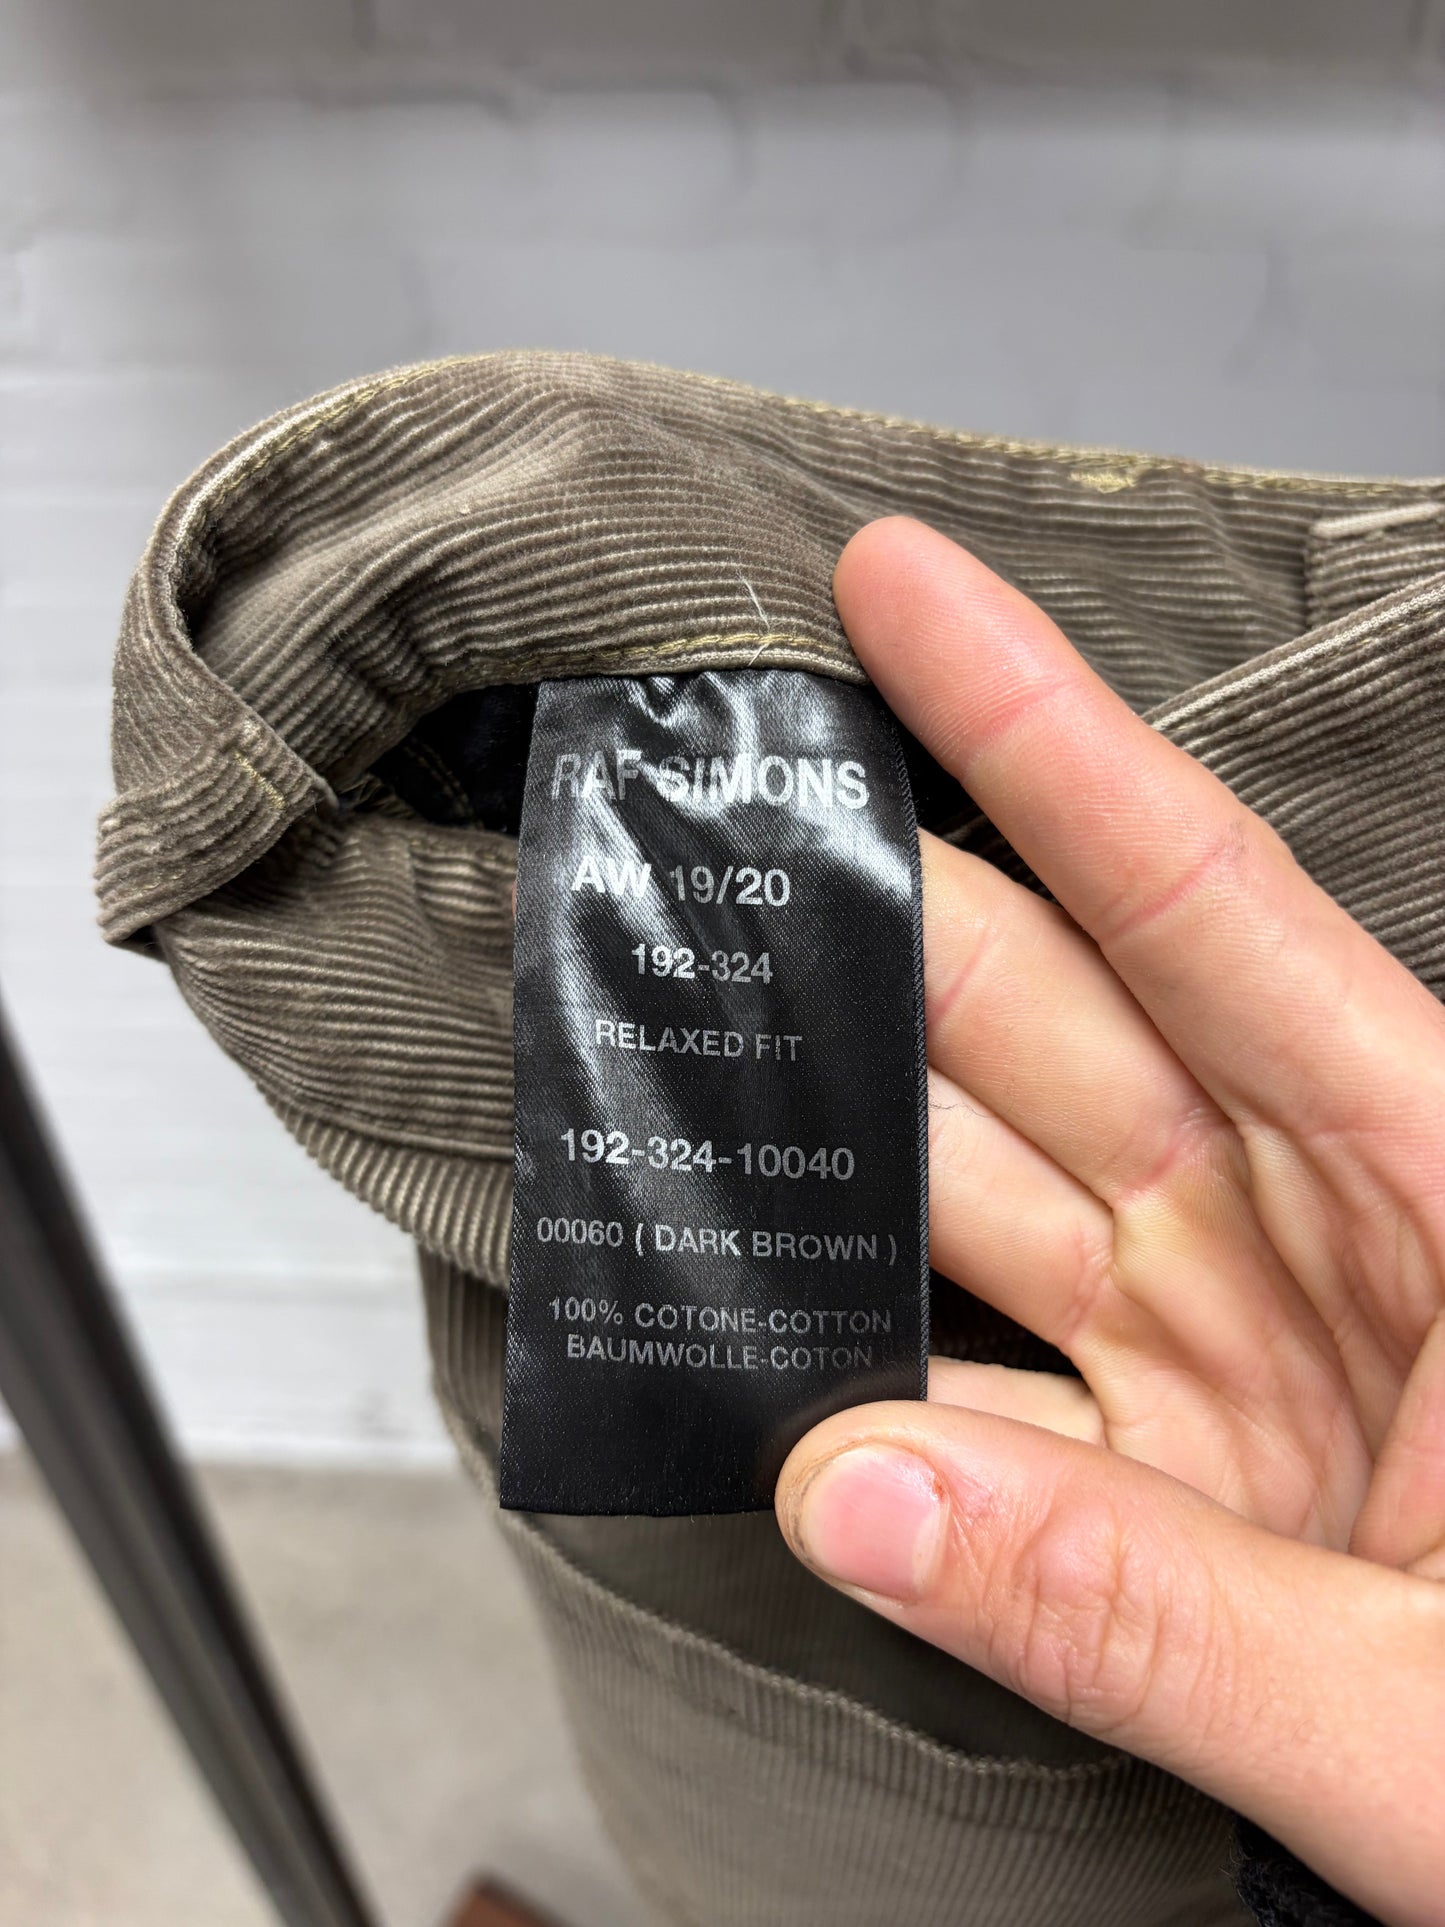 RAF SIMONS
AW 19/20
192-324
RELAXED FIT
192-324-10040
00060 ( DARK BROWN )
100% COTONE-COTTON
BAUMWOLLE-COTON